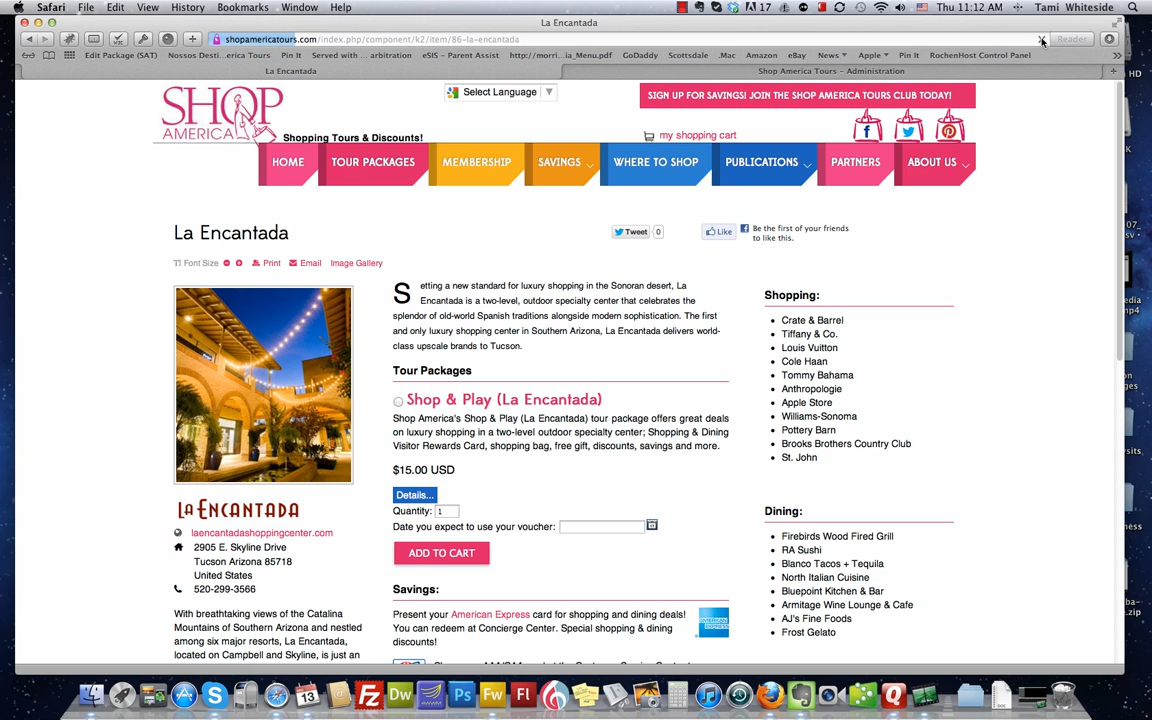 Safari File Edit View History Bookmarks Window Help
A 17
Thu 11:12 AM Tami Whiteside
La Encantada
shopamericatours.com/index.php/component/k2/item/86-la-encantada
Reader
Edit Package (SAT) Nossos Desti...erica Tours Pin It Served with ... arbitration eSIS - Parent Assist http://morri...ia_Menu.pdf GoDaddy Scottsdale .Mac Amazon eBay News Apple Pin It RochenHost Control Panel
La Encantada Shop America Tours - Administration
SHOP
AMERICA
Shopping Tours & Discounts!
Select Language
SIGN UP FOR SAVINGS! JOIN THE SHOP AMERICA TOURS CLUB TODAY!
my shopping cart
HOME TOUR PACKAGES MEMBERSHIP SAVINGS WHERE TO SHOP PUBLICATIONS PARTNERS ABOUT US
La Encantada
Tweet 0
Like
Be the first of your friends
to like this.
Font Size Print Email Image Gallery
Setting a new standard for luxury shopping in the Sonoran desert, La
Encantada is a two-level, outdoor specialty center that celebrates the
splendor of old-world Spanish traditions alongside modern sophistication. The first
and only luxury shopping center in Southern Arizona, La Encantada delivers world-
class upscale brands to Tucson.
Tour Packages
Shop & Play (La Encantada)
Shop America's Shop & Play (La Encantada) tour package offers great deals
on luxury shopping in a two-level outdoor specialty center; Shopping & Dining
Visitor Rewards Card, shopping bag, free gift, discounts, savings and more.
$15.00 USD
Details...
Quantity: 1
Date you expect to use your voucher:
ADD TO CART
Savings:
Present your American Express card for shopping and dining deals!
You can redeem at Concierge Center. Special shopping & dining
discounts!
AMERICAN EXPRESS
LA ENCANTADA
laencantadashoppingcenter.com
2905 E. Skyline Drive
Tucson Arizona 85718
United States
520-299-3566
With breathtaking views of the Catalina
Mountains of Southern Arizona and nestled
among six major resorts, La Encantada,
located on Campbell and Skyline, is just an
Shopping:
Crate & Barrel
Tiffany & Co.
Louis Vuitton
Cole Haan
Tommy Bahama
Anthropologie
Apple Store
Williams-Sonoma
Pottery Barn
Brooks Brothers Country Club
St. John
Dining:
Firebirds Wood Fired Grill
RA Sushi
Blanco Tacos + Tequila
North Italian Cuisine
Bluepoint Kitchen & Bar
Armitage Wine Lounge & Cafe
AJ's Fine Foods
Frost Gelato
Dw Ps Fw Fl